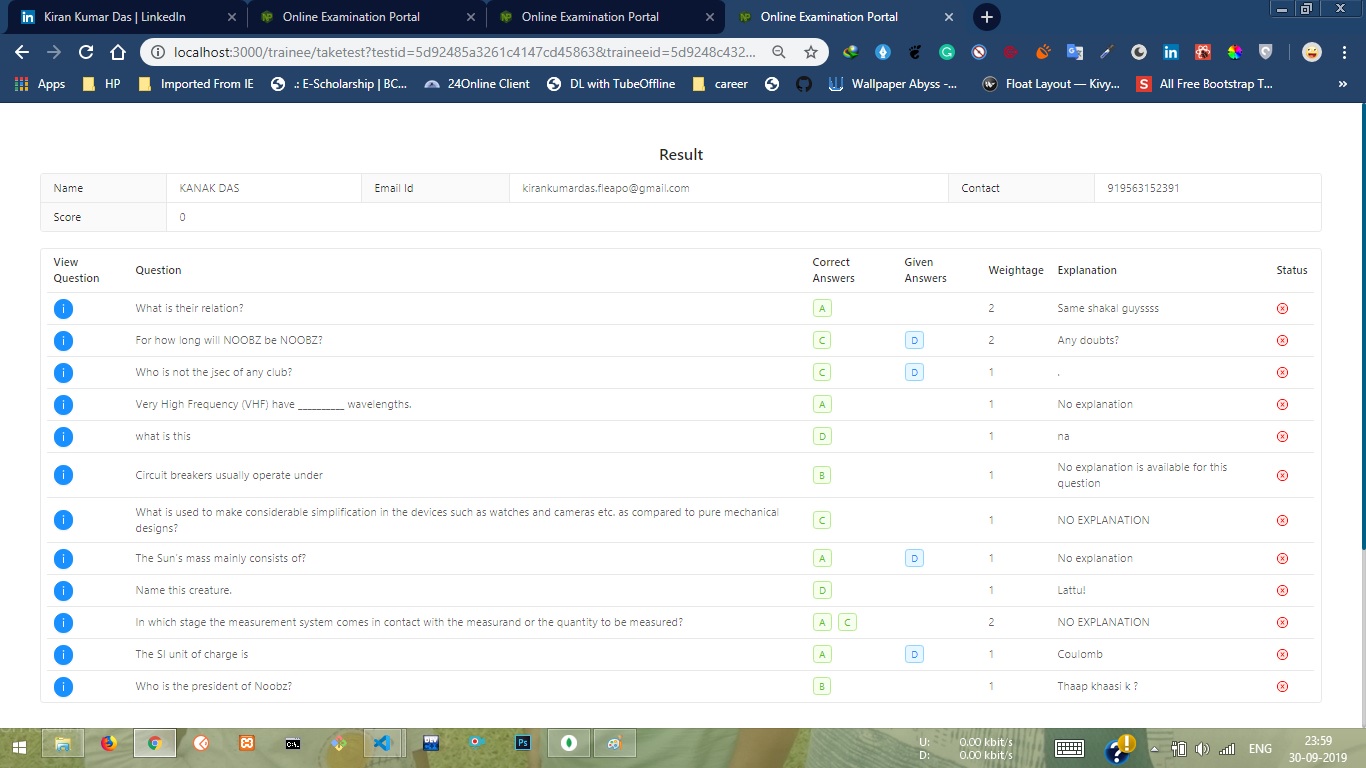 Kiran Kumar Das | LinkedIn
Online Examination Portal
Online Examination Portal
Online Examination Portal
localhost:3000/trainee/taketest?testid=5d92485a3261c4147cd45863&traineeid=5d9248c432...
Apps HP Imported From IE .: E-Scholarship | BC... 24Online Client DL with TubeOffline career Wallpaper Abyss -... Float Layout — Kivy... S All Free Bootstrap T... »
Result
Name KANAK DAS Email Id kirankumardas.fleapo@gmail.com Contact 919563152391
Score 0
View Question Question Correct Answers Given Answers Weightage Explanation Status
What is their relation? A 2 Same shakal guyssss
For how long will NOOBZ be NOOBZ? C D 2 Any doubts?
Who is not the jsec of any club? C D 1 .
Very High Frequency (VHF) have __________ wavelengths. A 1 No explanation
what is this D 1 na
Circuit breakers usually operate under B 1 No explanation is available for this question
What is used to make considerable simplification in the devices such as watches and cameras etc. as compared to pure mechanical designs? C 1 NO EXPLANATION
The Sun's mass mainly consists of? A D 1 No explanation
Name this creature. D 1 Lattu!
In which stage the measurement system comes in contact with the measurand or the quantity to be measured? A C 2 NO EXPLANATION
The SI unit of charge is A D 1 Coulomb
Who is the president of Noobz? B 1 Thaap khaasi k ?
U: 0.00 kbit/s
D: 0.00 kbit/s
ENG
23:59
30-09-2019